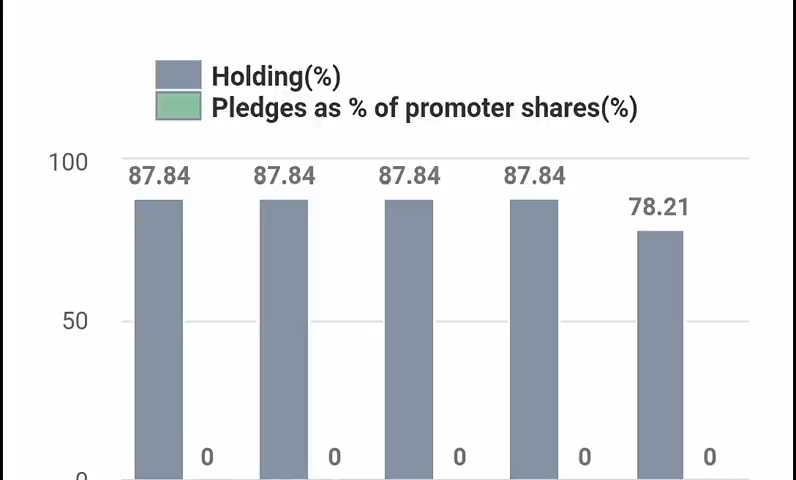 Holding(%)
Pledges as % of promoter shares(%)
100
87.84 87.84 87.84 87.84
78.21
50
0 0 0 0 0
0